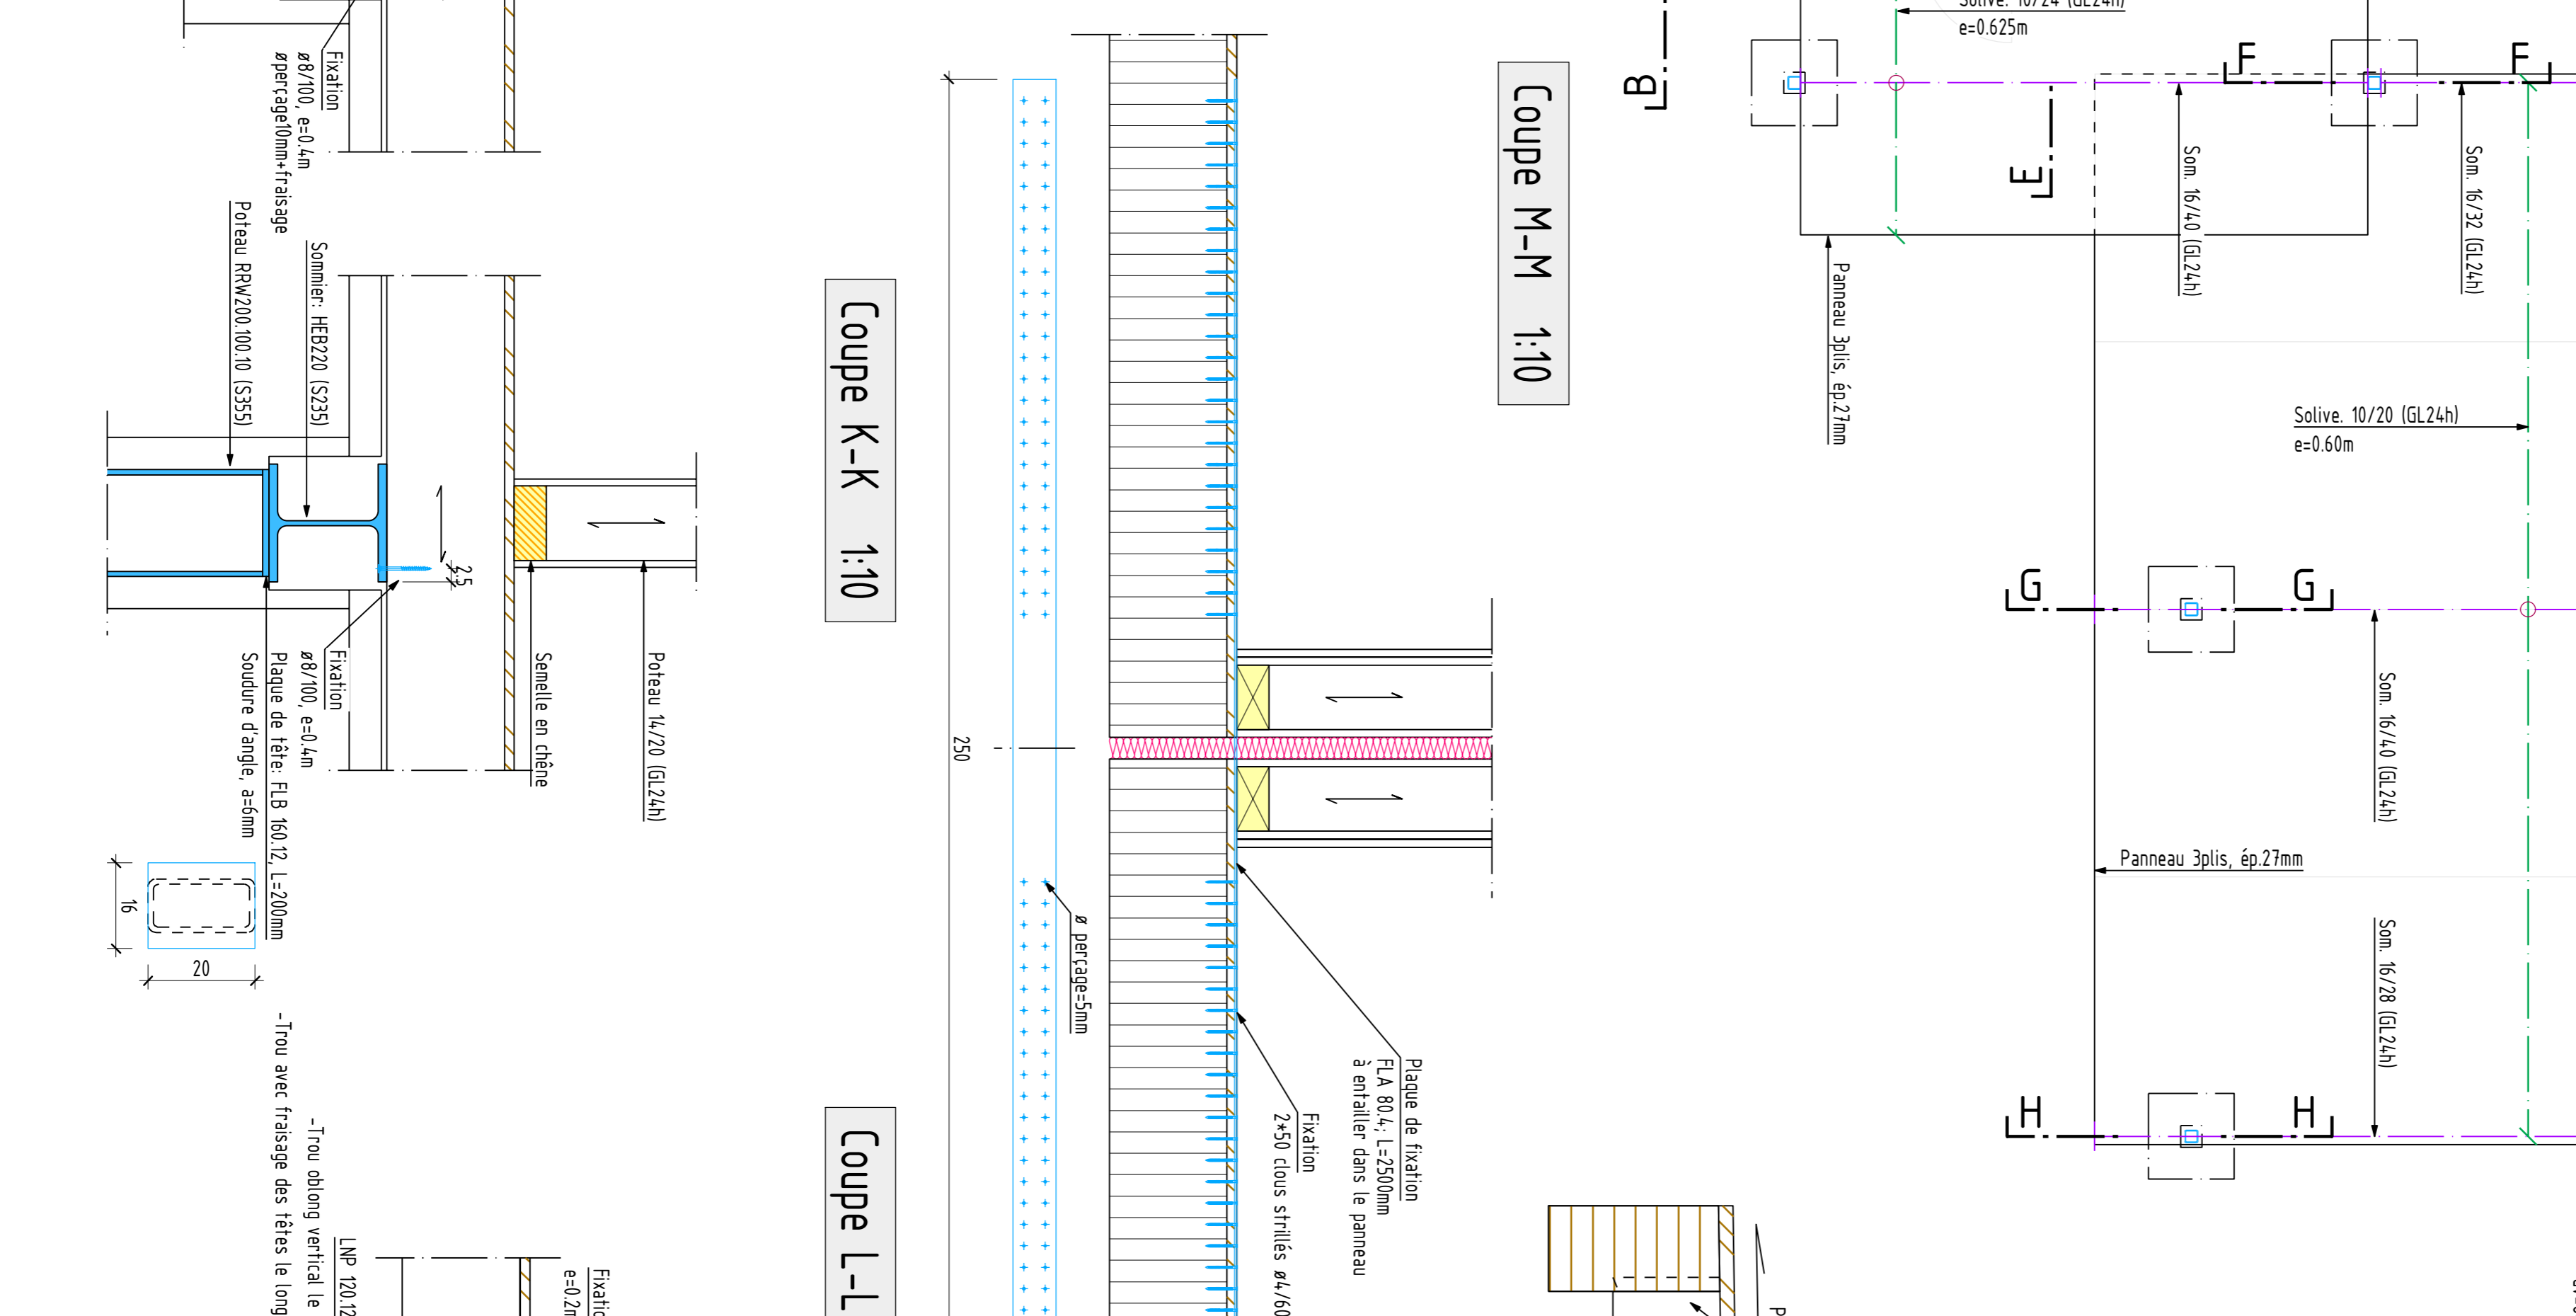 Fixation
ø8/100, e=0.4m
øperçage10mm+fraisage
Poteau RRW200.100.10 (S355)
Sommier: HEB220 (S235)
2.5
Fixation
ø8/100, e=0.4m
Plaque de tête: FLB 160.12, L=200mm
Soudure d'angle, a=6mm
Semelle en chêne
Poteau 14/20 (GL24h)
16
20
-Trou avec fraisage des têtes le long
-Trou oblong vertical le
LNP 120.12
Coupe K-K 1:10
Coupe L-L
250
ø perçage=5mm
Coupe M-M 1:10
Plaque de fixation
FLA 80.4; L=2500mm
à entailler dans le panneau
Fixation
2*50 clous strillés ø4/60
Solive. 10/24 (GL24h)
e=0.625m
B
E
F
F
Som. 16/40 (GL24h)
Som. 16/32 (GL24h)
Panneau 3plis, ép.27mm
Solive. 10/20 (GL24h)
e=0.60m
G
G
Som. 16/40 (GL24h)
Panneau 3plis, ép.27mm
Som. 16/28 (GL24h)
H
H